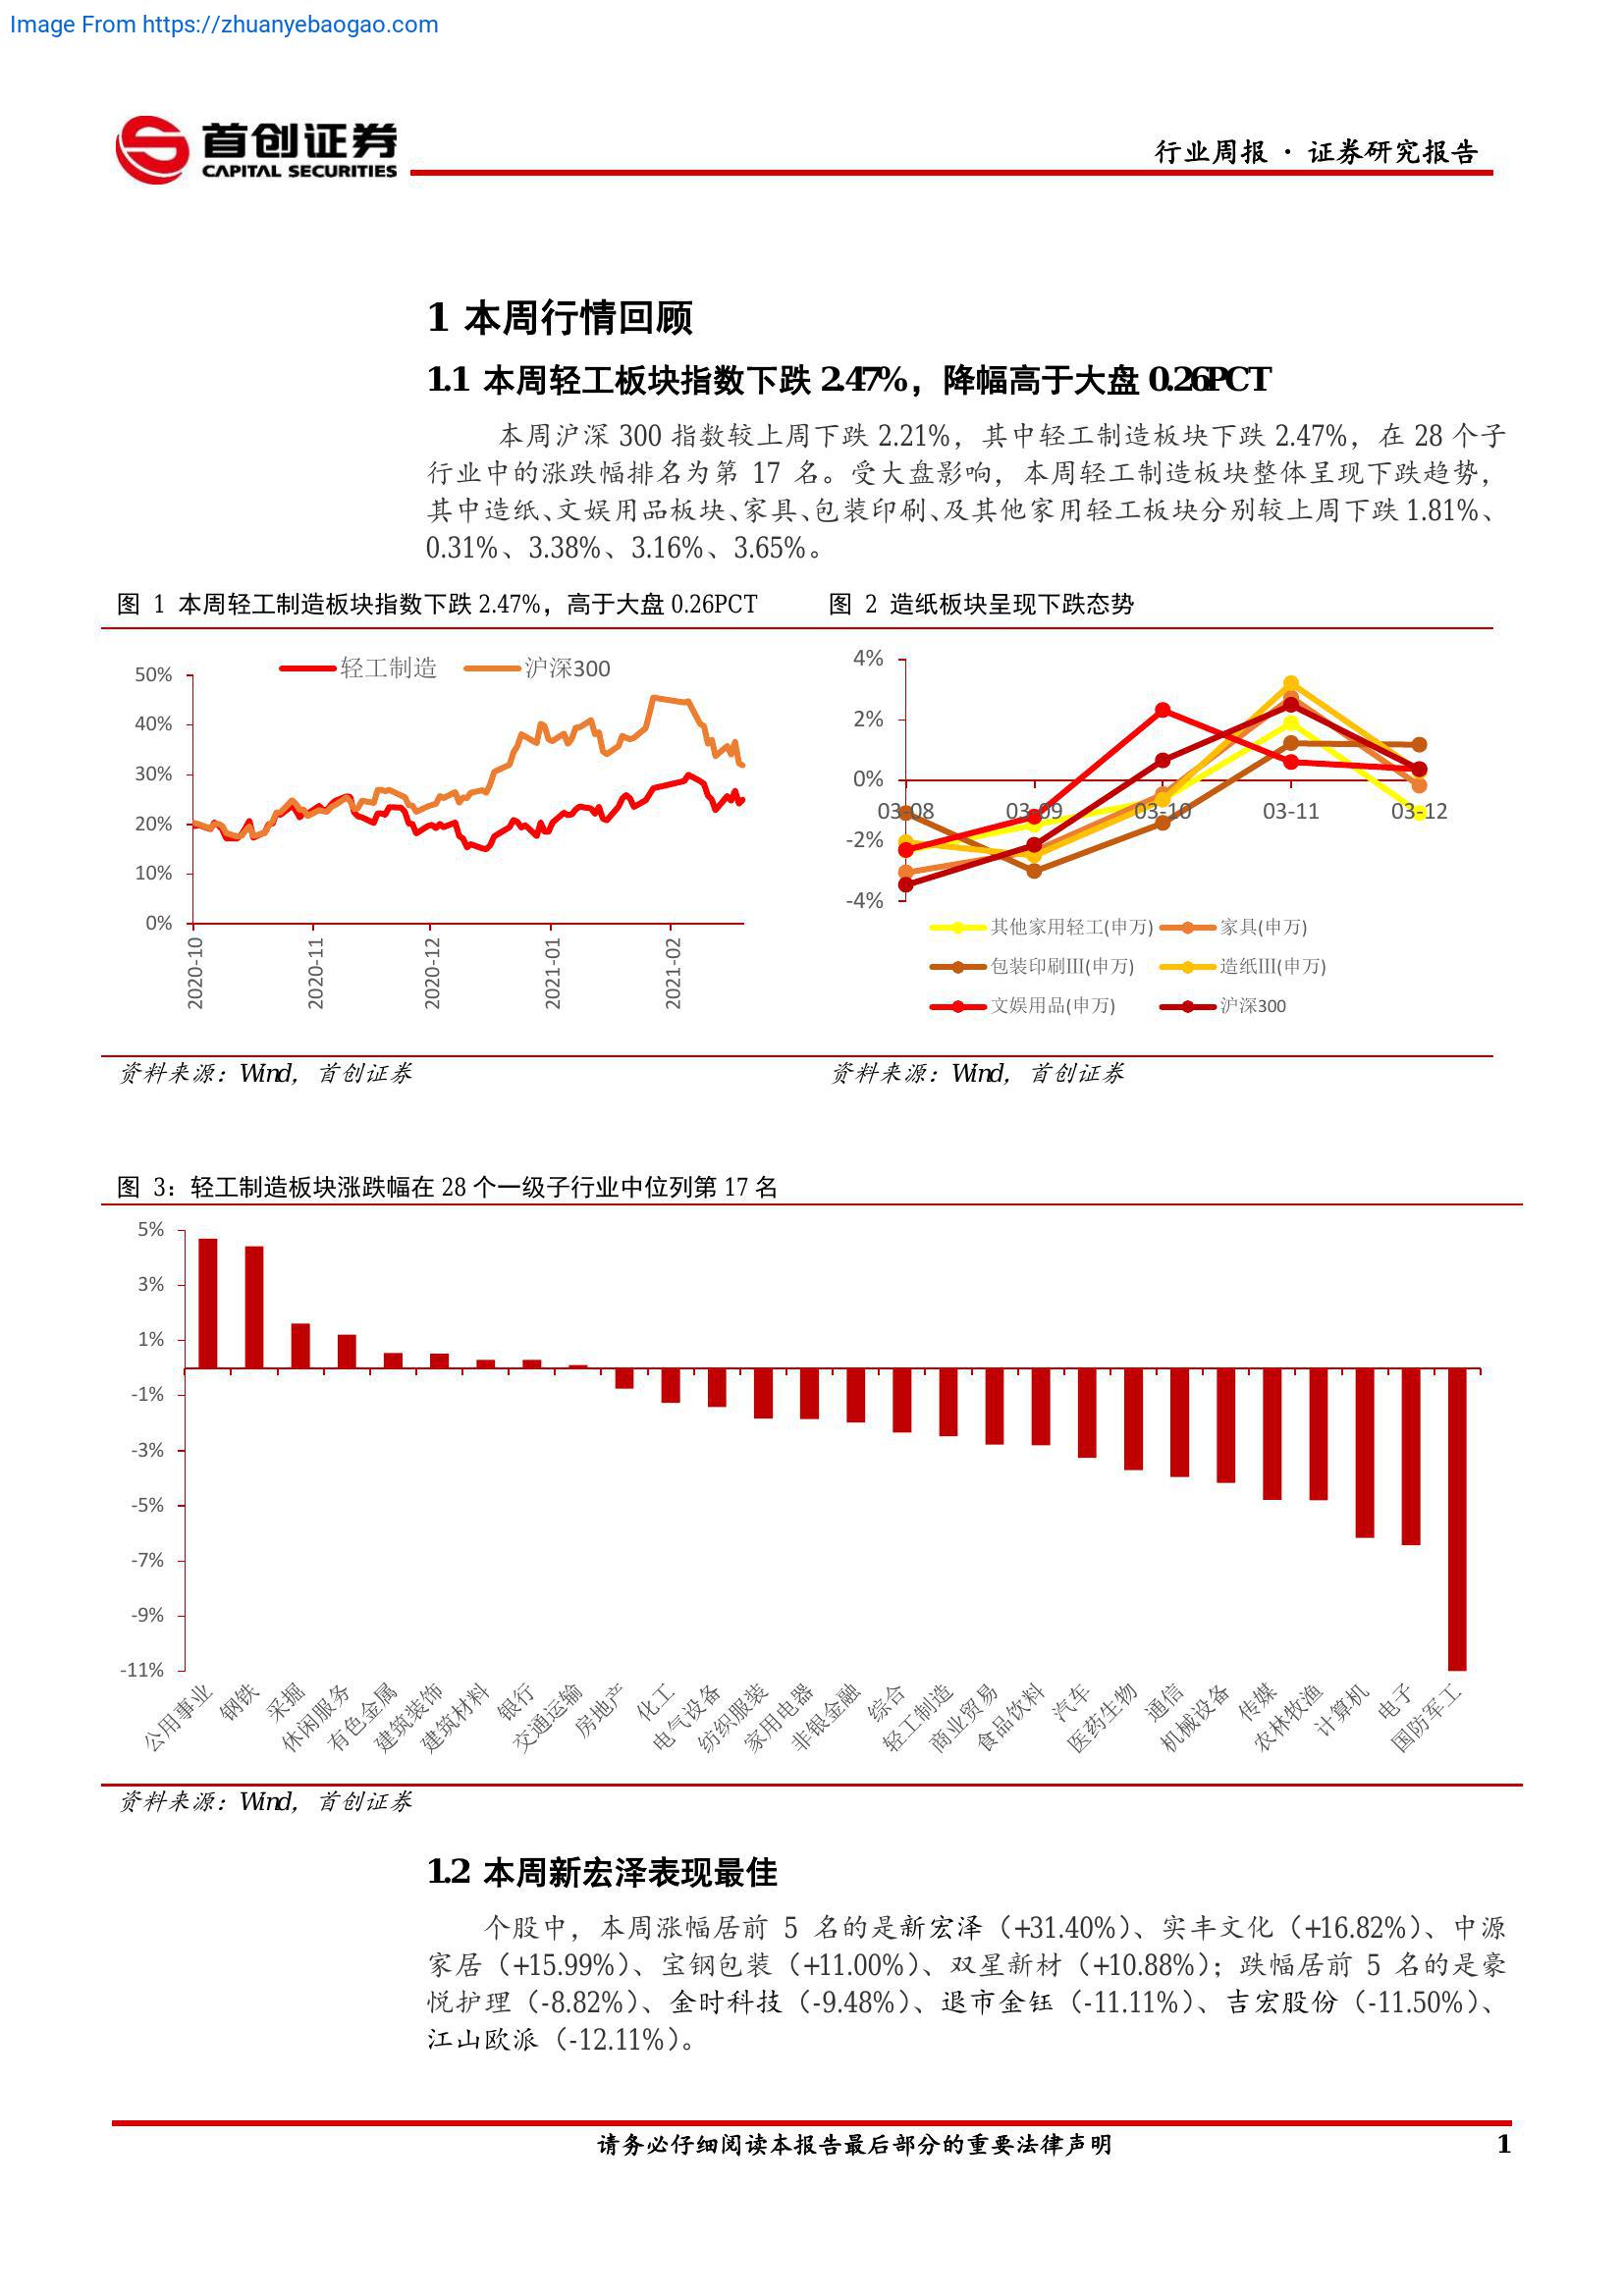 Image From https://zhuanyebaogao.com
首创证券
CAPITAL SECURITIES
行业周报 · 证券研究报告
1 本周行情回顾
1.1 本周轻工板块指数下跌 2.47%，降幅高于大盘 0.26PCT
本周沪深 300 指数较上周下跌 2.21%，其中轻工制造板块下跌 2.47%，在 28 个子
行业中的涨跌幅排名为第 17 名。受大盘影响，本周轻工制造板块整体呈现下跌趋势，
其中造纸、文娱用品板块、家具、包装印刷、及其他家用轻工板块分别较上周下跌 1.81%、
0.31%、3.38%、3.16%、3.65%。
图 1 本周轻工制造板块指数下跌 2.47%，高于大盘 0.26PCT
轻工制造 沪深300
50%
40%
30%
20%
10%
0%
2020-10
2020-11
2020-12
2021-01
2021-02
资料来源：Wind，首创证券
图 2 造纸板块呈现下跌态势
4%
2%
0%
-2%
-4%
03-08
03-09
03-10
03-11
03-12
其他家用轻工(申万) 家具(申万)
包装印刷III(申万) 造纸III(申万)
文娱用品(申万) 沪深300
资料来源：Wind，首创证券
图 3：轻工制造板块涨跌幅在 28 个一级子行业中位列第 17 名
5%
3%
1%
-1%
-3%
-5%
-7%
-9%
-11%
公用事业
钢铁
采掘
休闲服务
有色金属
建筑装饰
建筑材料
银行
交通运输
房地产
化工
电气设备
纺织服装
家用电器
非银金融
综合
轻工制造
商业贸易
食品饮料
汽车
医药生物
通信
机械设备
传媒
农林牧渔
计算机
电子
国防军工
资料来源：Wind，首创证券
1.2 本周新宏泽表现最佳
个股中，本周涨幅居前 5 名的是新宏泽（+31.40%）、实丰文化（+16.82%）、中源
家居（+15.99%）、宝钢包装（+11.00%）、双星新材（+10.88%）；跌幅居前 5 名的是豪
悦护理（-8.82%）、金时科技（-9.48%）、退市金钰（-11.11%）、吉宏股份（-11.50%）、
江山欧派（-12.11%）。
请务必仔细阅读本报告最后部分的重要法律声明
1